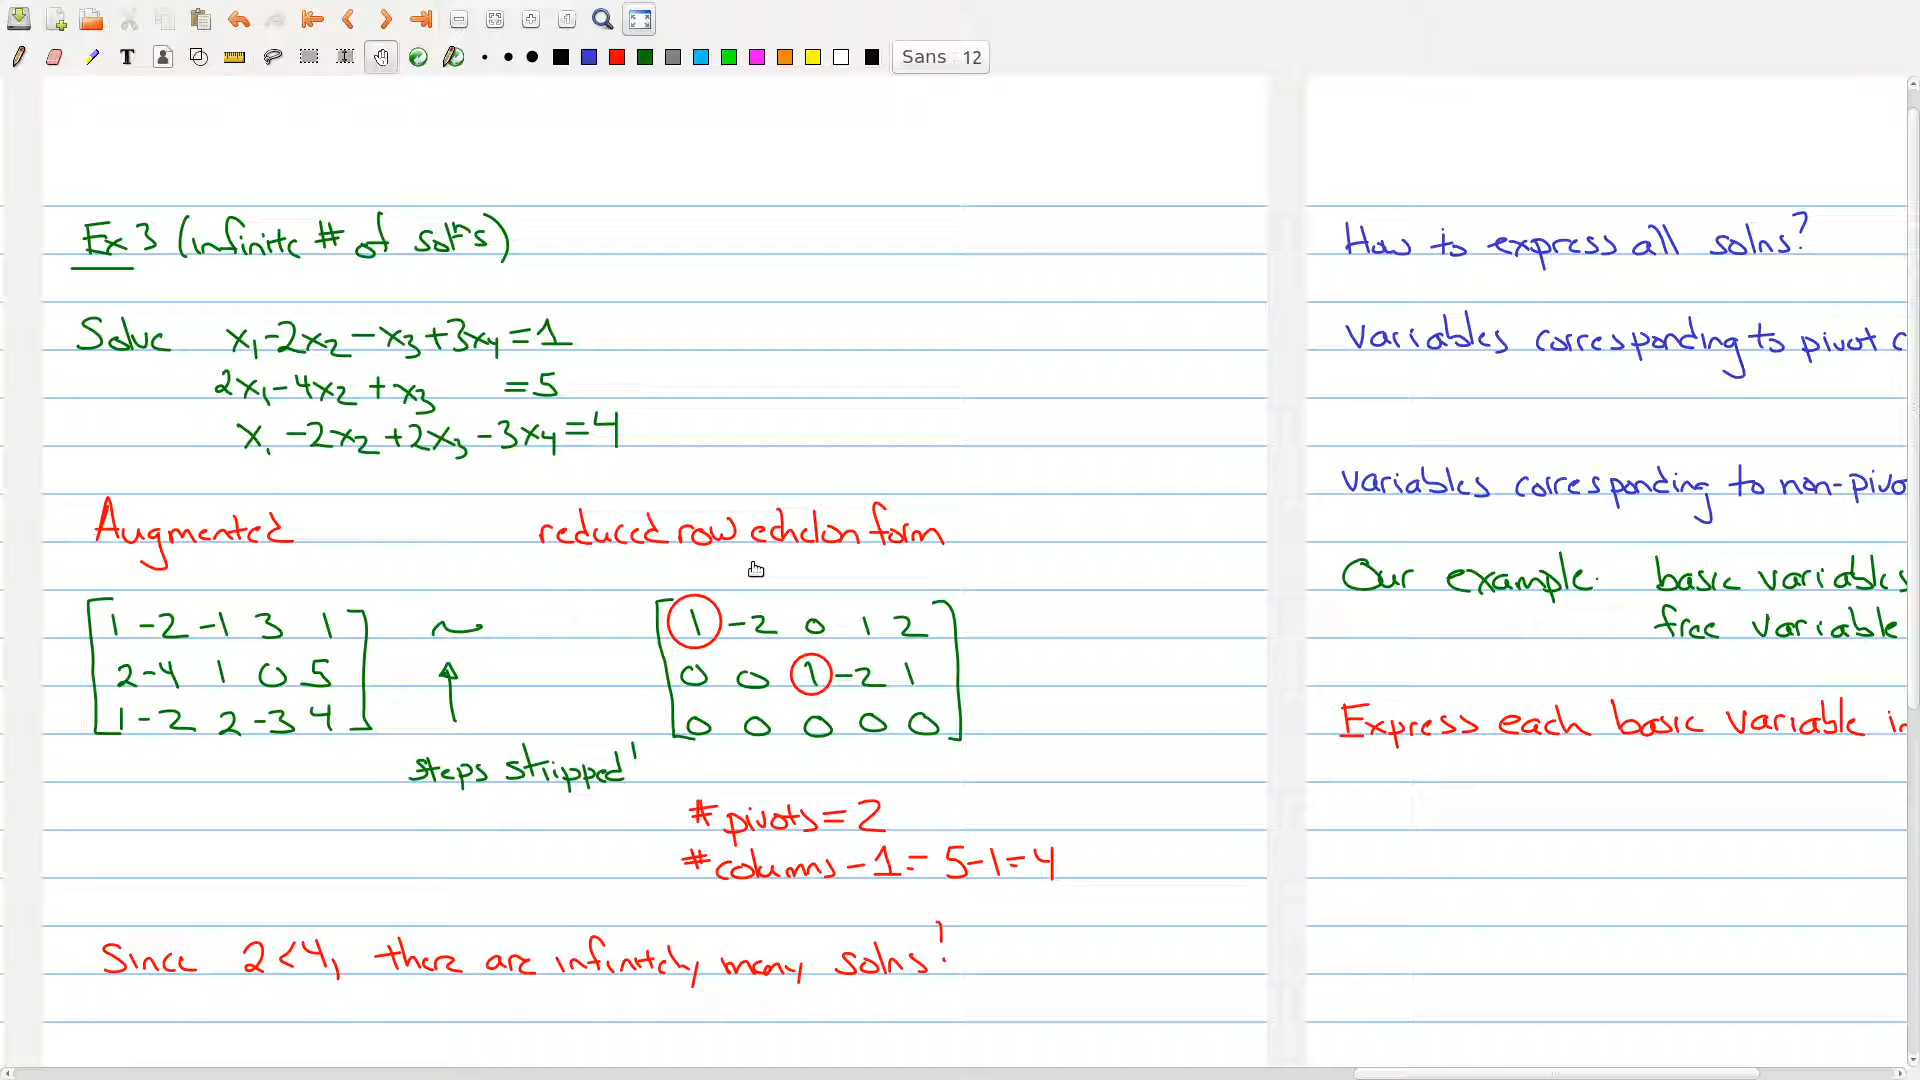 Sans 12
Ex 3 (infinite # of solⁿs)
Solve x₁-2x₂-x₃+3x₄=1
2x₁-4x₂+x₃ =5
x₁-2x₂+2x₃-3x₄=4
Augmented reduced row echelon form
1 -2 -1 3 1 ~ 1 -2 0 1 2
2 -4 1 0 5 0 0 1 -2 1
1 -2 2 -3 4 0 0 0 0 0
steps skipped!
# pivots = 2
# columns - 1 = 5-1=4
Since 2<4, there are infinitely many solns!
How to express all solns?
Variables corresponding to pivot c
variables corresponding to non-pivo
Our example: basic variables
free variable
Express each basic variable in